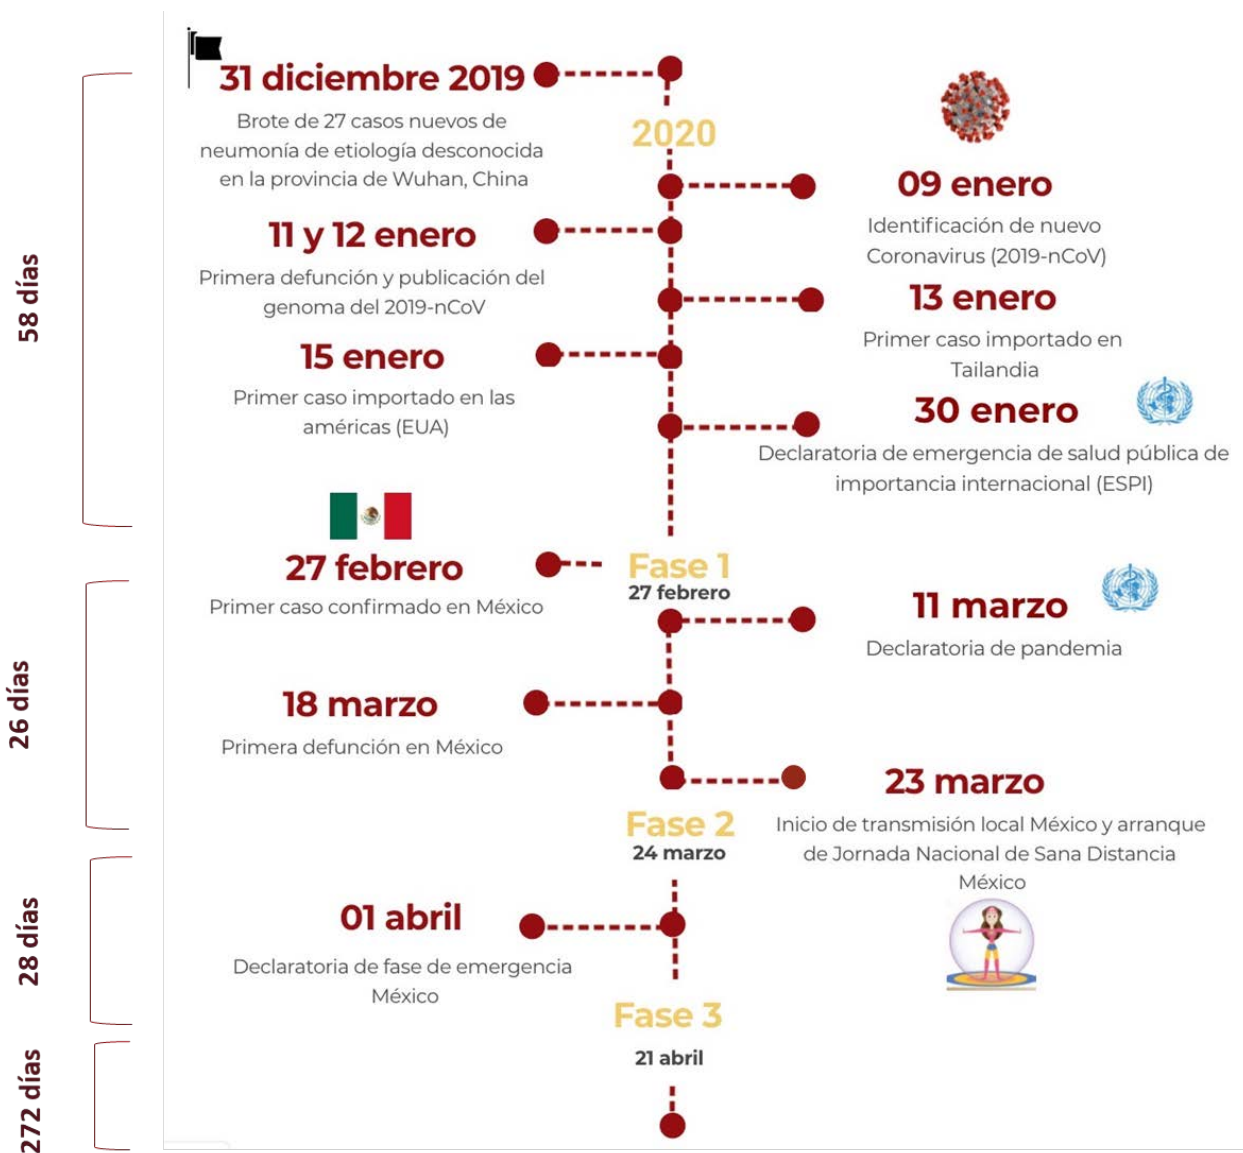 31 diciembre 2019
Brote de 27 casos nuevos de
neumonía de etiología desconocida
en la provincia de Wuhan, China
2020
09 enero
Identificación de nuevo
Coronavirus (2019-nCoV)
11 y 12 enero
Primera defunción y publicación del
genoma del 2019-nCoV
13 enero
Primer caso importado en
Tailandia
15 enero
Primer caso importado en las
américas (EUA)
30 enero
Declaratoria de emergencia de salud pública de
importancia internacional (ESPI)
58 días
27 febrero
Primer caso confirmado en México
Fase 1
27 febrero
11 marzo
Declaratoria de pandemia
18 marzo
Primera defunción en México
23 marzo
Inicio de transmisión local México y arranque
de Jornada Nacional de Sana Distancia
México
26 días
Fase 2
24 marzo
01 abril
Declaratoria de fase de emergencia
México
28 días
Fase 3
21 abril
272 días